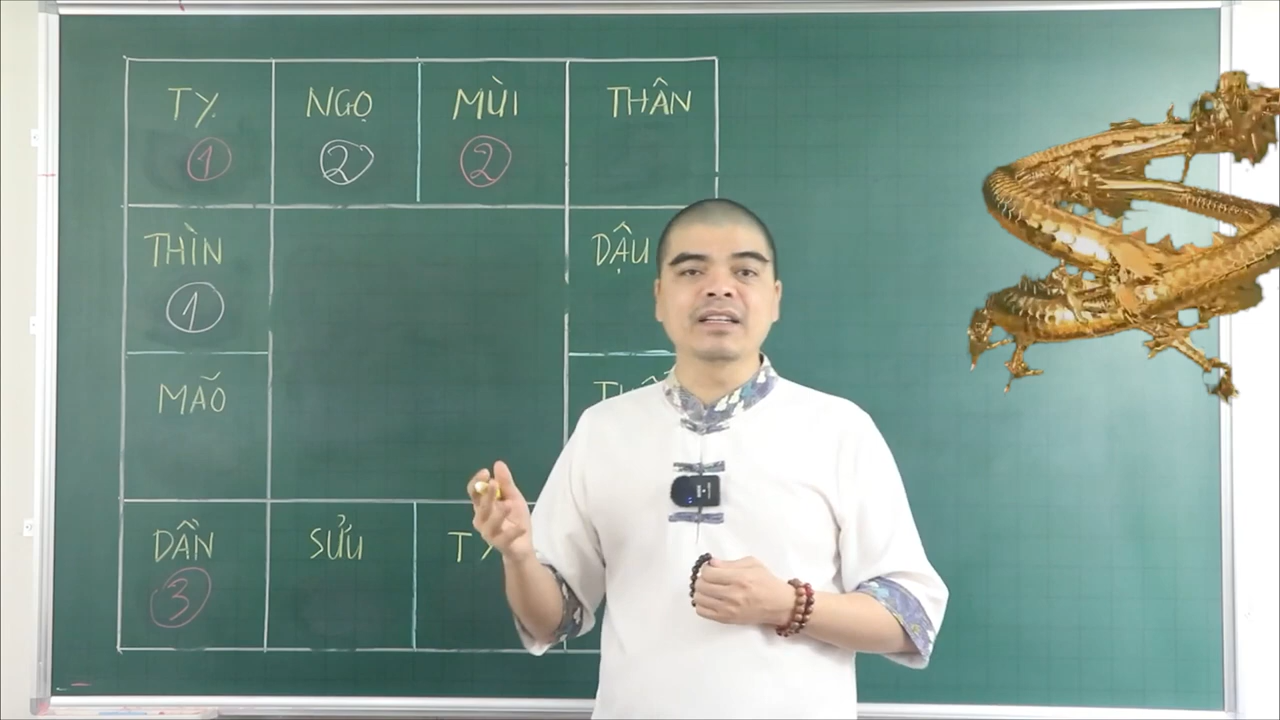 TỴ NGỌ MÙI THÂN
1 2 2
THÌN DẬU
1
MÃO
DẦN SỬU
3